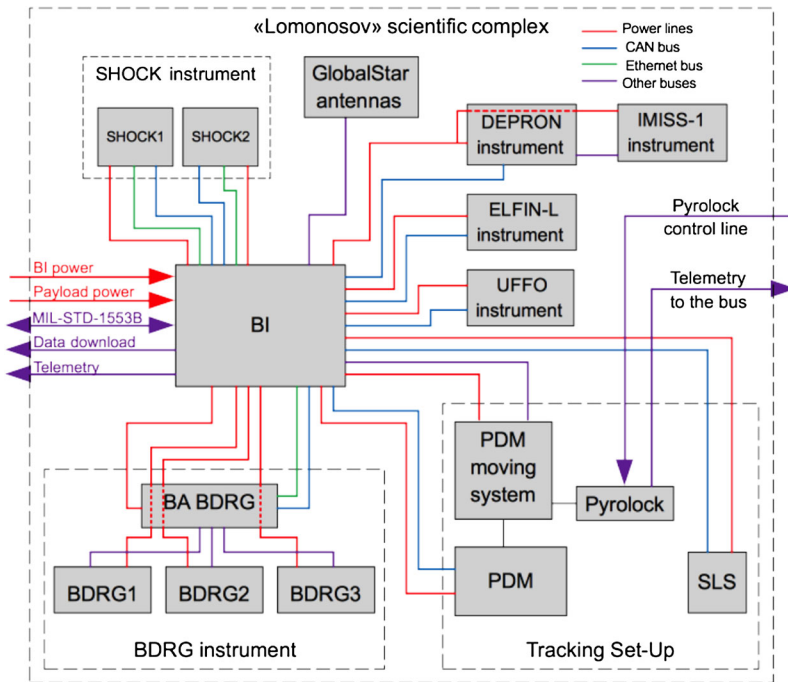 «Lomonosov» scientific complex
Power lines
CAN bus
Ethernet bus
Other buses
SHOCK instrument
SHOCK1
SHOCK2
GlobalStar
antennas
DEPRON
instrument
IMISS-1
instrument
ELFIN-L
instrument
Pyrolock
control line
UFFO
instrument
Telemetry
to the bus
BI power
Payload power
MIL-STD-1553B
Data download
Telemetry
BI
PDM
moving
system
Pyrolock
PDM
SLS
Tracking Set-Up
BA BDRG
BDRG1
BDRG2
BDRG3
BDRG instrument